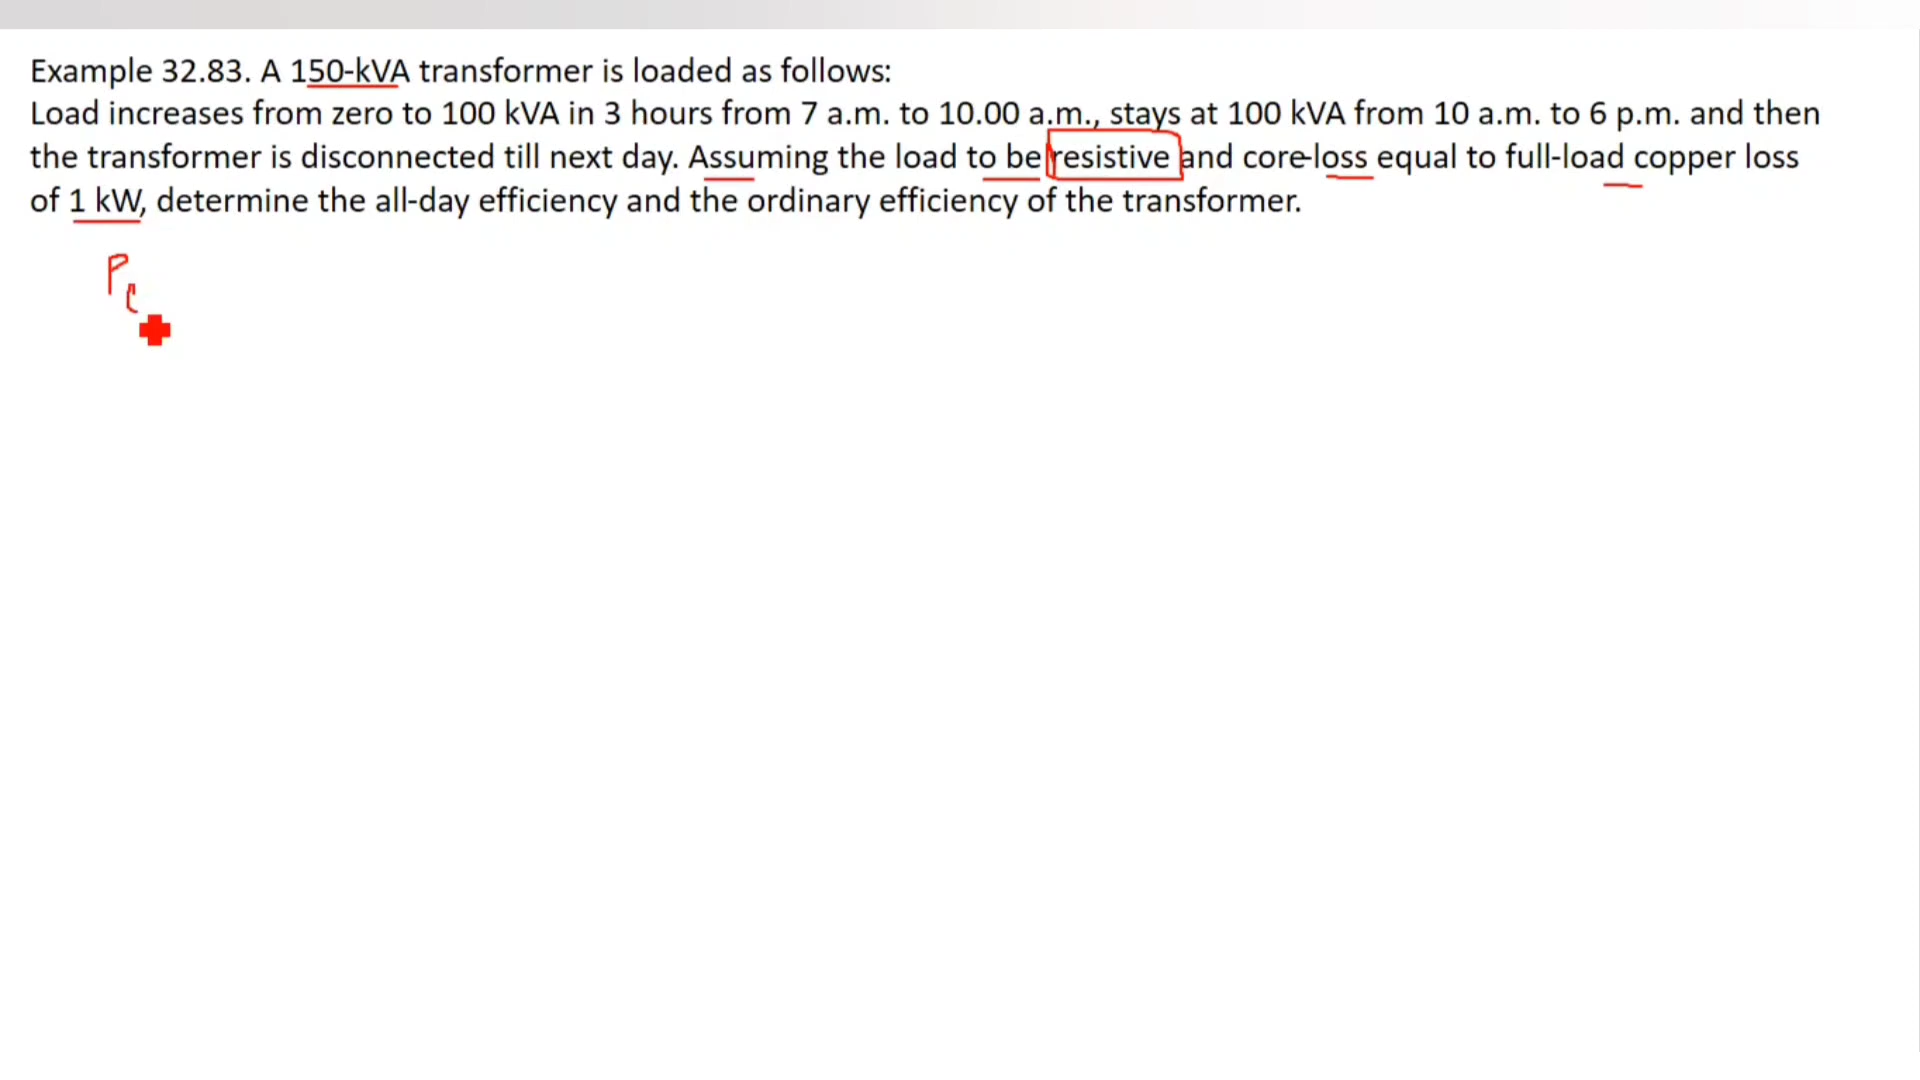 Example 32.83. A 150-kVA transformer is loaded as follows:
Load increases from zero to 100 kVA in 3 hours from 7 a.m. to 10.00 a.m., stays at 100 kVA from 10 a.m. to 6 p.m. and then
the transformer is disconnected till next day. Assuming the load to be resistive and core-loss equal to full-load copper loss
of 1 kW, determine the all-day efficiency and the ordinary efficiency of the transformer.
P